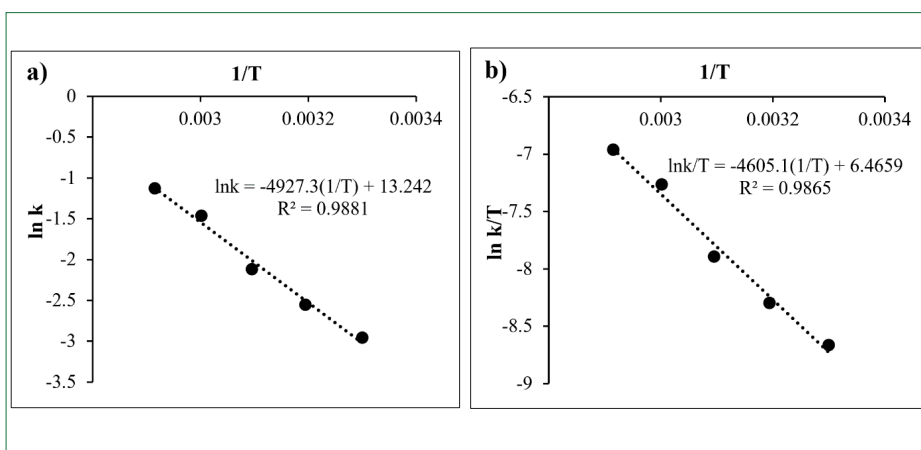 a)
1/T
0
0.003
0.0032
0.0034
-0.5
-1
-1.5
-2
-2.5
-3
-3.5
ln k
lnk = -4927.3(1/T) + 13.242
R² = 0.9881
b)
1/T
-6.5
0.003
0.0032
0.0034
-7
-7.5
-8
-8.5
-9
ln k/T
lnk/T = -4605.1(1/T) + 6.4659
R² = 0.9865